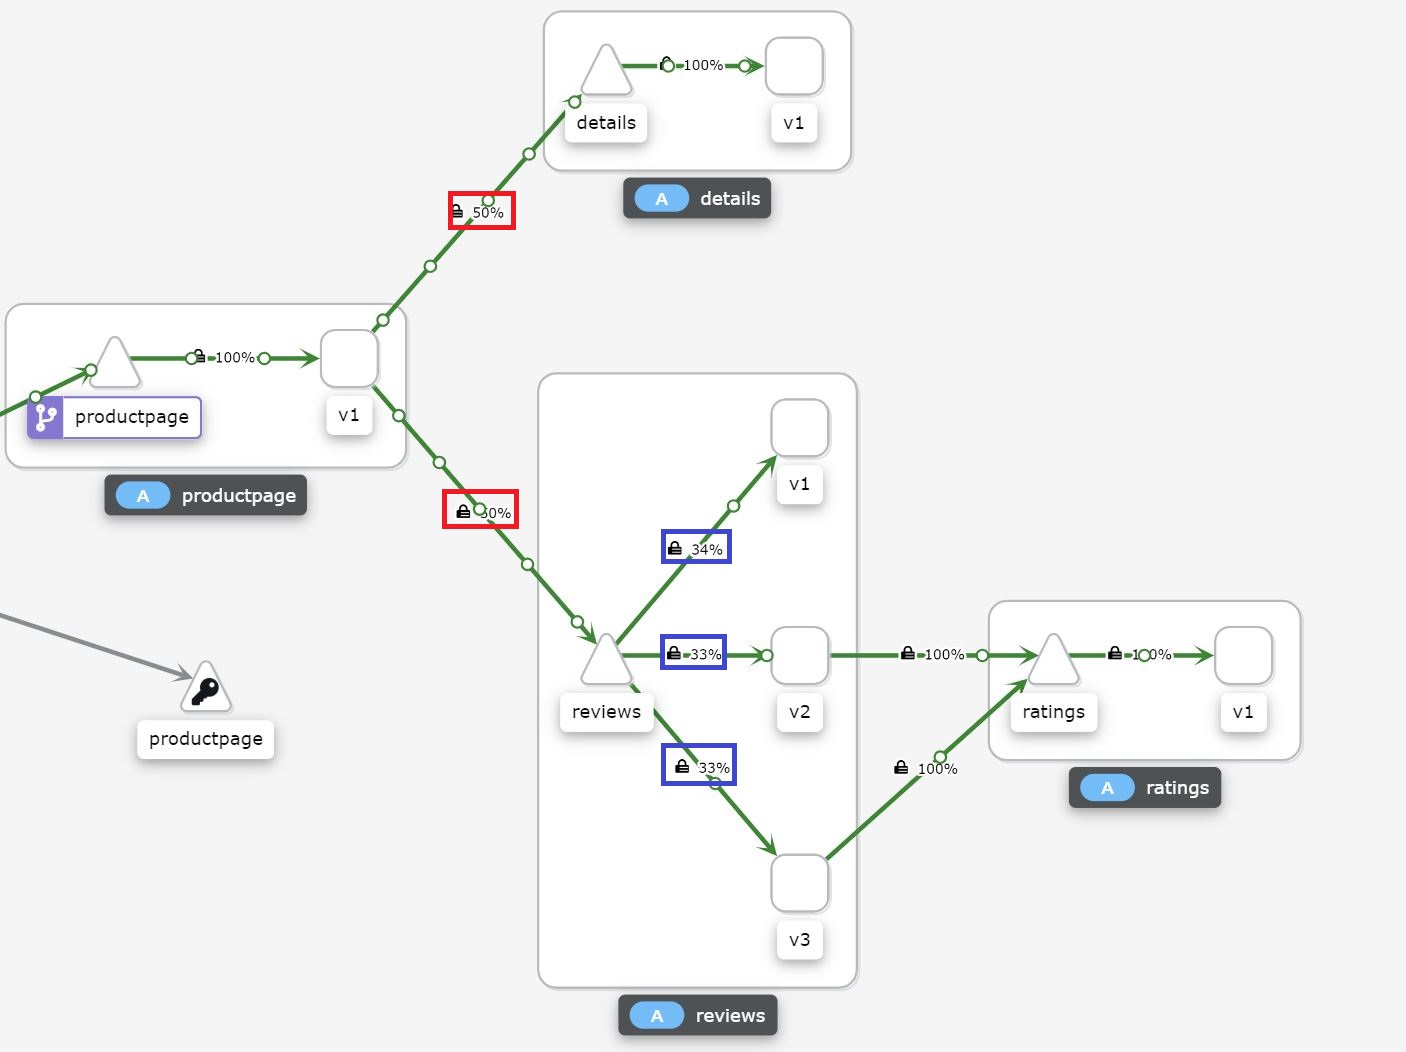 100%
details
v1
A details
50%
100%
productpage
v1
A productpage
50%
v1
34%
33%
100%
100%
reviews
v2
ratings
v1
productpage
33%
100%
A ratings
v3
A reviews